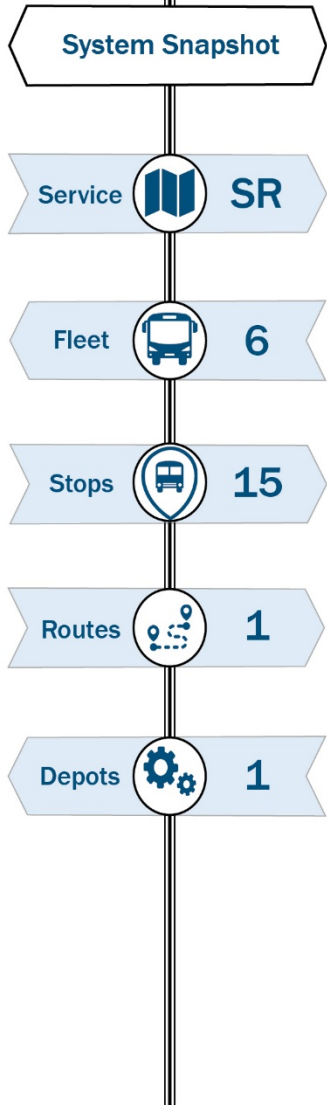 System Snapshot
Service SR
Fleet 6
Stops 15
Routes 1
Depots 1